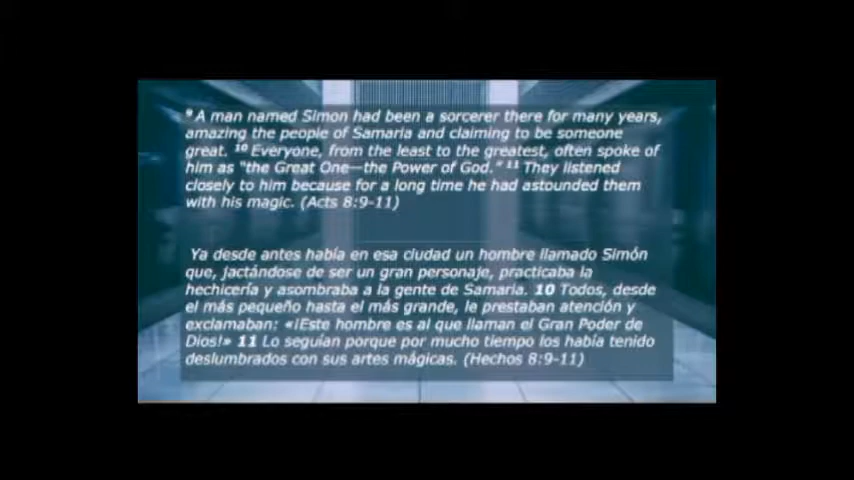 ⁹ A man named Simon had been a sorcerer there for many years,
amazing the people of Samaria and claiming to be someone
great. ¹⁰ Everyone, from the least to the greatest, often spoke of
him as "the Great One—the Power of God." ¹¹ They listened
closely to him because for a long time he had astounded them
with his magic. (Acts 8:9-11)
Ya desde antes había en esa ciudad un hombre llamado Simón
que, jactándose de ser un gran personaje, practicaba la
hechicería y asombraba a la gente de Samaria. 10 Todos, desde
el más pequeño hasta el más grande, le prestaban atención y
exclamaban: «¡Este hombre es al que llaman el Gran Poder de
Dios!» 11 Lo seguían porque por mucho tiempo los había tenido
deslumbrados con sus artes mágicas. (Hechos 8:9-11)